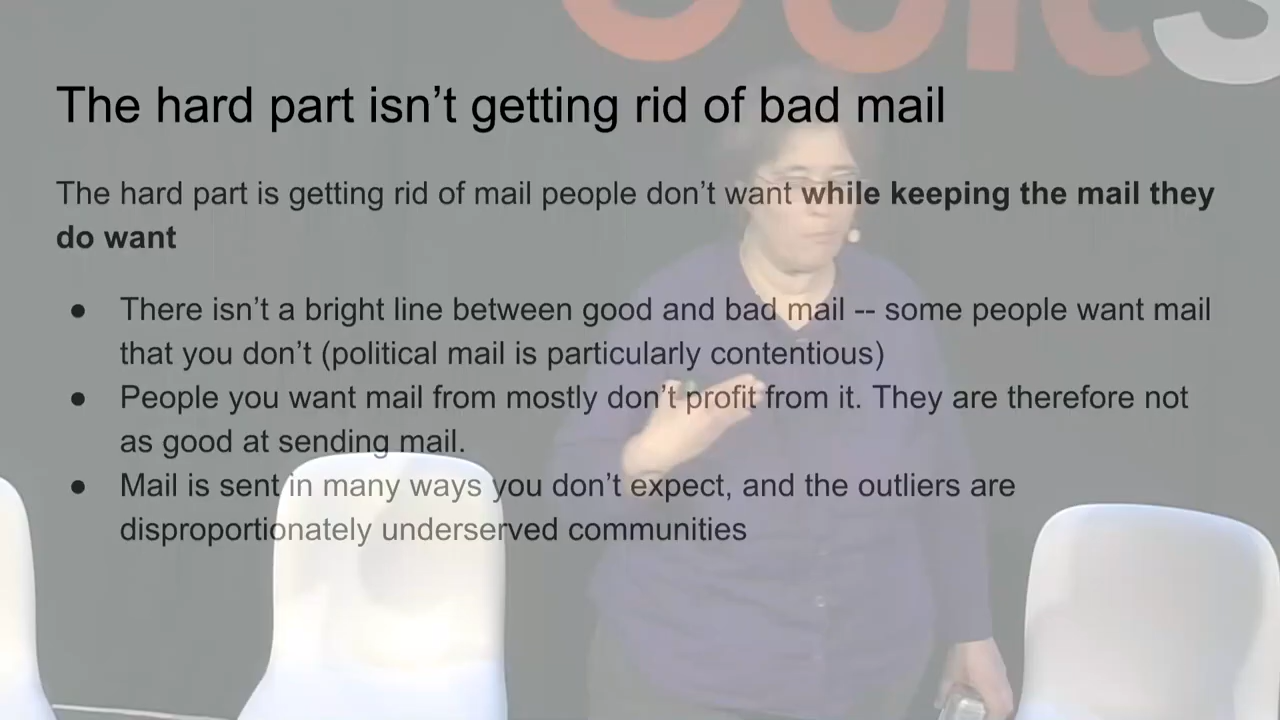 The hard part isn’t getting rid of bad mail
The hard part is getting rid of mail people don’t want while keeping the mail they
do want
● There isn’t a bright line between good and bad mail -- some people want mail
that you don’t (political mail is particularly contentious)
● People you want mail from mostly don’t profit from it. They are therefore not
as good at sending mail.
● Mail is sent in many ways you don’t expect, and the outliers are
disproportionately underserved communities